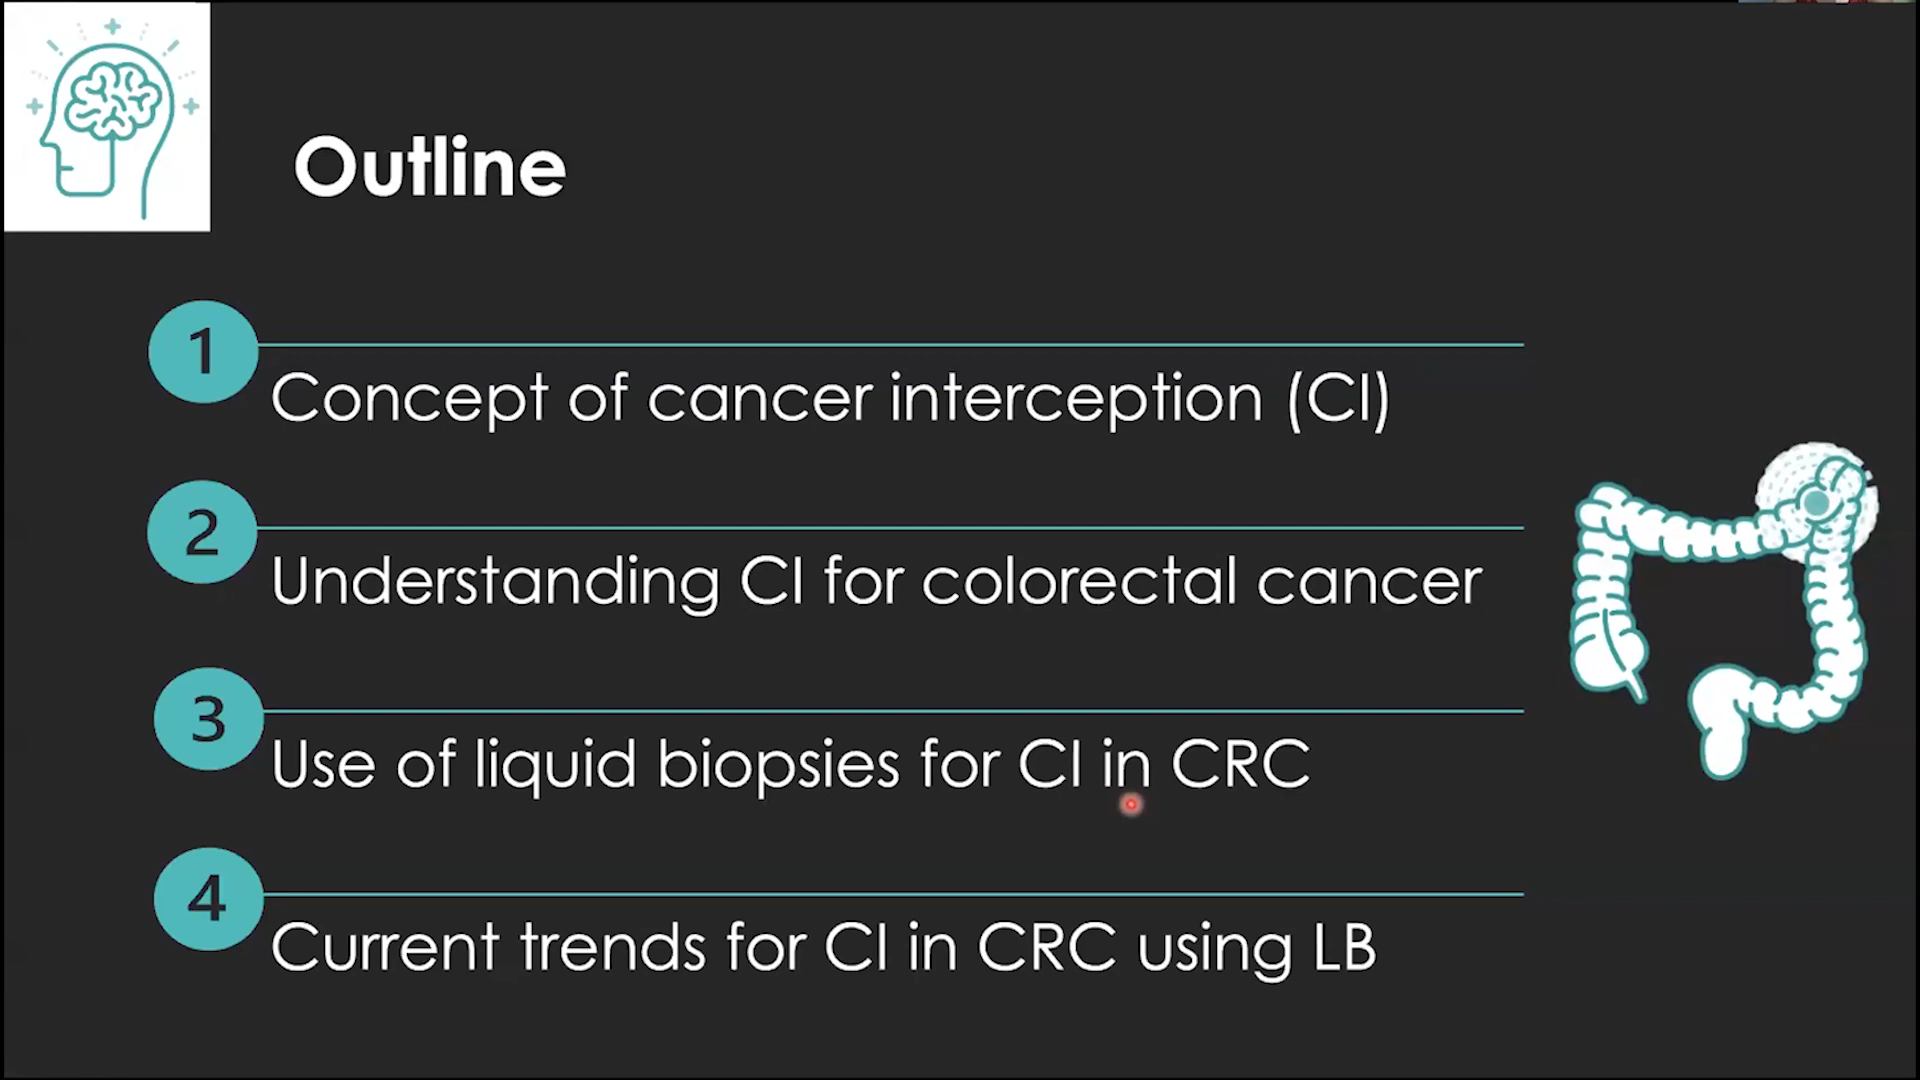 Outline
1
Concept of cancer interception (CI)
2
Understanding CI for colorectal cancer
3
Use of liquid biopsies for CI in CRC
4
Current trends for CI in CRC using LB